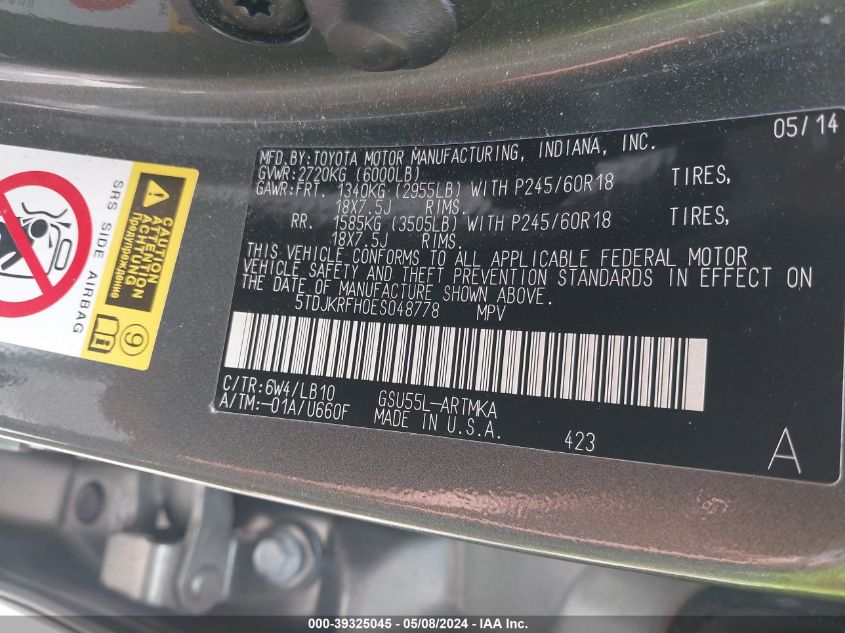 05/14
MFD.BY:TOYOTA MOTOR MANUFACTURING, INDIANA, INC.
GVWR:2720KG (6000LB)
GAWR:FRT. 1340KG (2955LB) WITH P245/60R18 TIRES,
18X7.5J RIMS.
RR. 1585KG (3505LB) WITH P245/60R18 TIRES,
18X7.5J RIMS.
THIS VEHICLE CONFORMS TO ALL APPLICABLE FEDERAL MOTOR
VEHICLE SAFETY AND THEFT PREVENTION STANDARDS IN EFFECT ON
THE DATE OF MANUFACTURE SHOWN ABOVE.
5TDJKRFH0ES048778 MPV
C/TR:6W4/LB10 GSU55L-ARTMKA
A/TM:-01A/U660F MADE IN U.S.A.
423
A
SRS SIDE AIRBAG
CAUTION
ATTENTION
ACHTUNG
Предупреждение
9
000-39325045 - 05/08/2024 - IAA Inc.